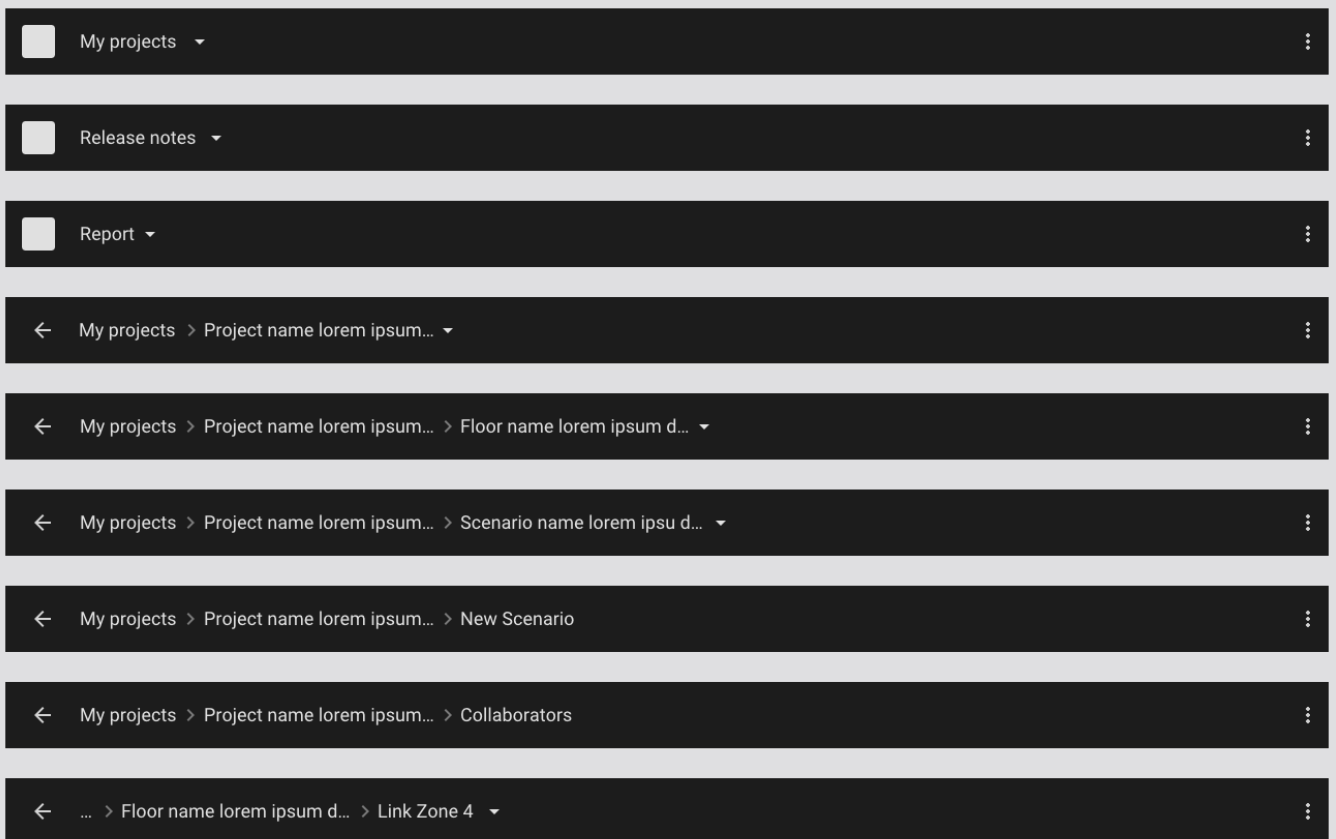 My projects
Release notes
Report
My projects > Project name lorem ipsum...
My projects > Project name lorem ipsum... > Floor name lorem ipsum d...
My projects > Project name lorem ipsum... > Scenario name lorem ipsu d...
My projects > Project name lorem ipsum... > New Scenario
My projects > Project name lorem ipsum... > Collaborators
... > Floor name lorem ipsum d... > Link Zone 4